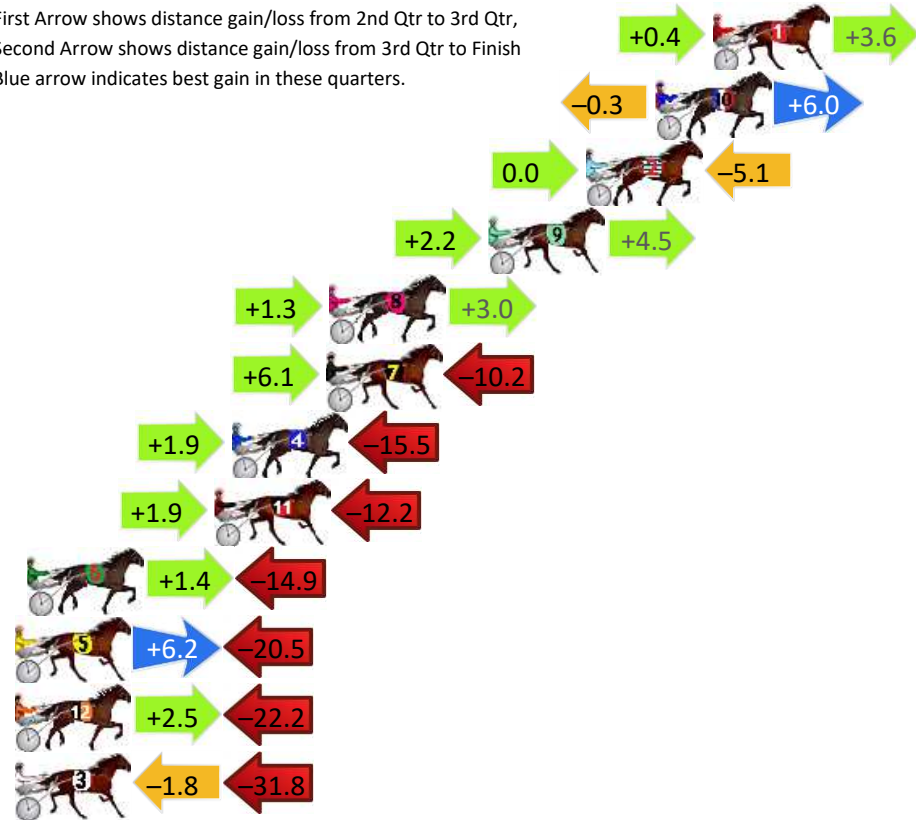 First Arrow shows distance gain/loss from 2nd Qtr to 3rd Qtr,
Second Arrow shows distance gain/loss from 3rd Qtr to Finish
Blue arrow indicates best gain in these quarters.
+0.4 1 +3.6
–0.3 10 +6.0
0.0 2 –5.1
+2.2 9 +4.5
+1.3 8 +3.0
+6.1 7 –10.2
+1.9 4 –15.5
+1.9 11 –12.2
6 +1.4 –14.9
5 +6.2 –20.5
12 +2.5 –22.2
3 –1.8 –31.8